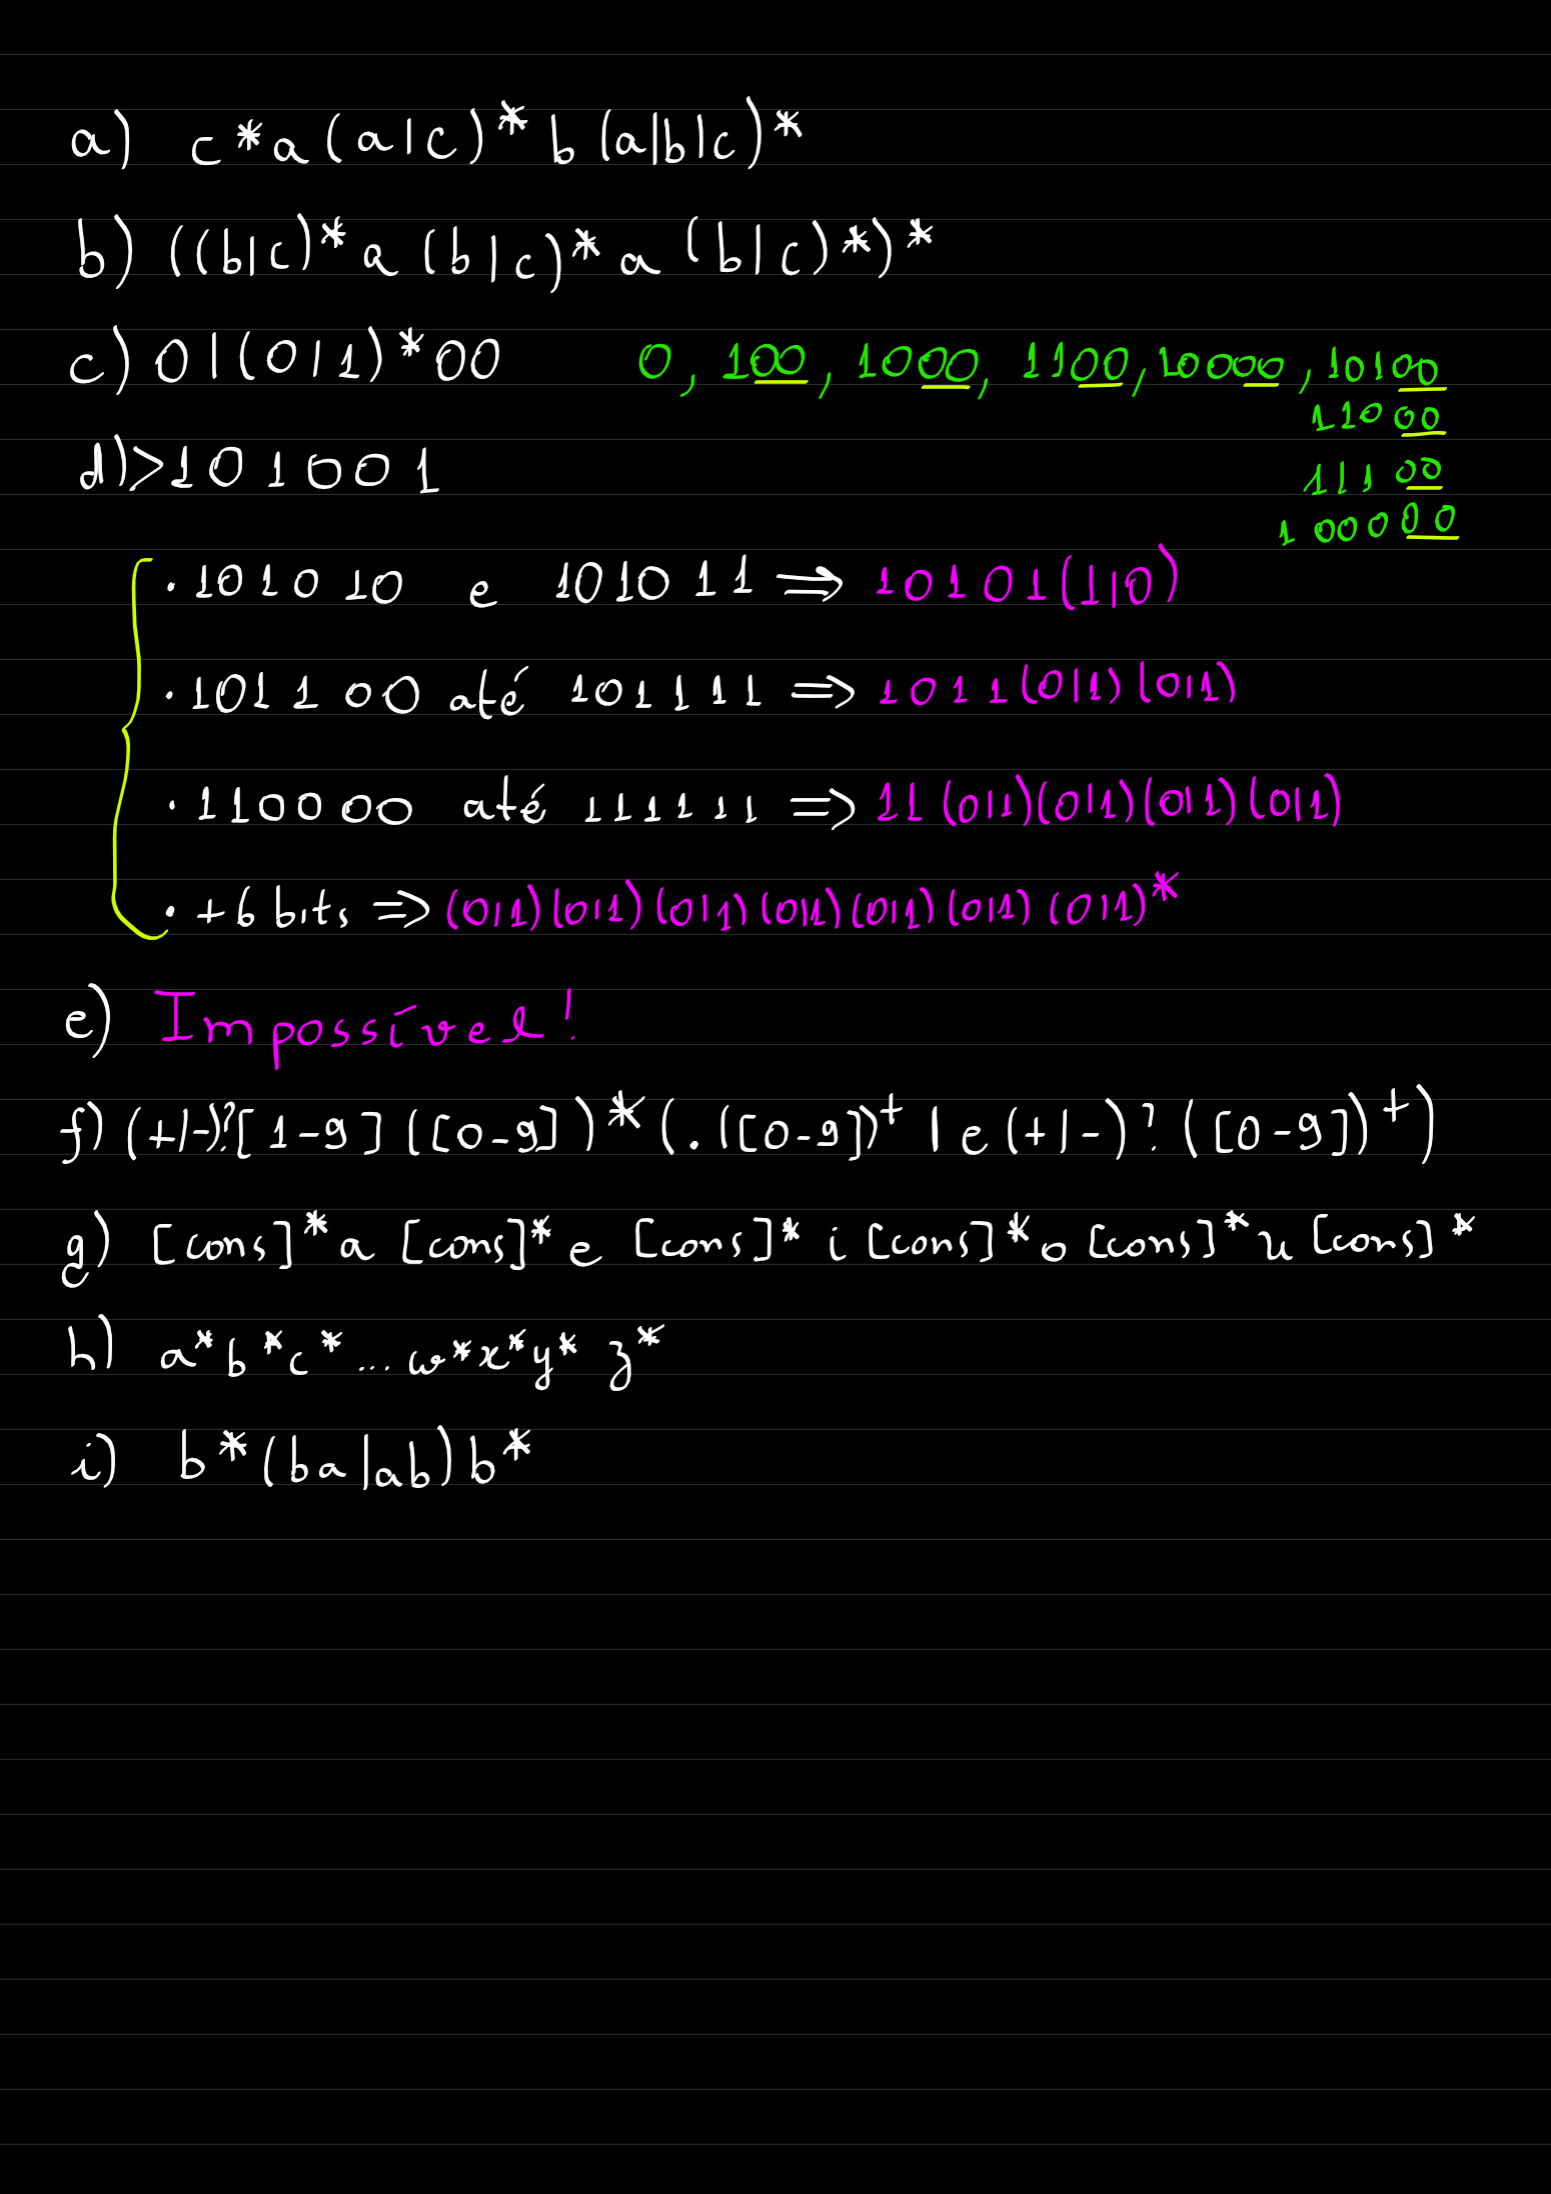 a) c*a(a|c)*b(a|b|c)*
b) ((b|c)*a(b|c)*a(b|c)*)*
c) 0|(0|1)*00 0, 100, 1000, 1100, 10000, 10100
11000
11100
1000000
d) >101001
· 101010 e 101011 => 10101(1|0)
· 101100 até 101111 => 1011(0|1)(0|1)
· 110000 até 111111 => 11(0|1)(0|1)(0|1)(0|1)
· +6 bits => (0|1)(0|1)(0|1)(0|1)(0|1)(0|1)(0|1)*
e) Impossível!
f) (+|-)?[1-9]([0-9])*(.([0-9])+|e(+|-)?([0-9])+)
g) [cons]*a[cons]*e[cons]*i[cons]*o[cons]*u[cons]*
h) a*b*c*...w*x*y*z*
i) b*(ba|ab)b*